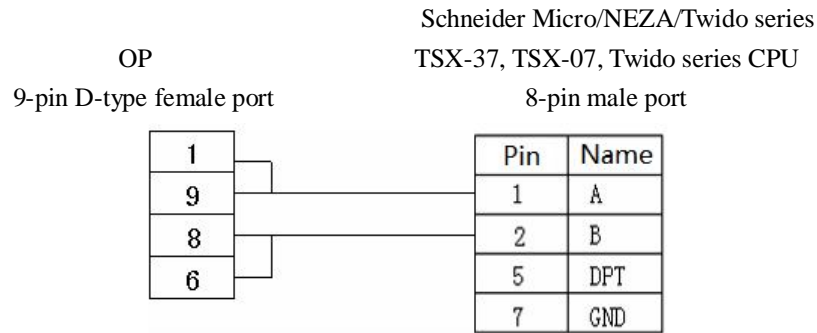 Schneider Micro/NEZA/Twido series
OP TSX-37, TSX-07, Twido series CPU
9-pin D-type female port 8-pin male port
1 Pin Name
9 1 A
8 2 B
6 5 DPT
7 GND